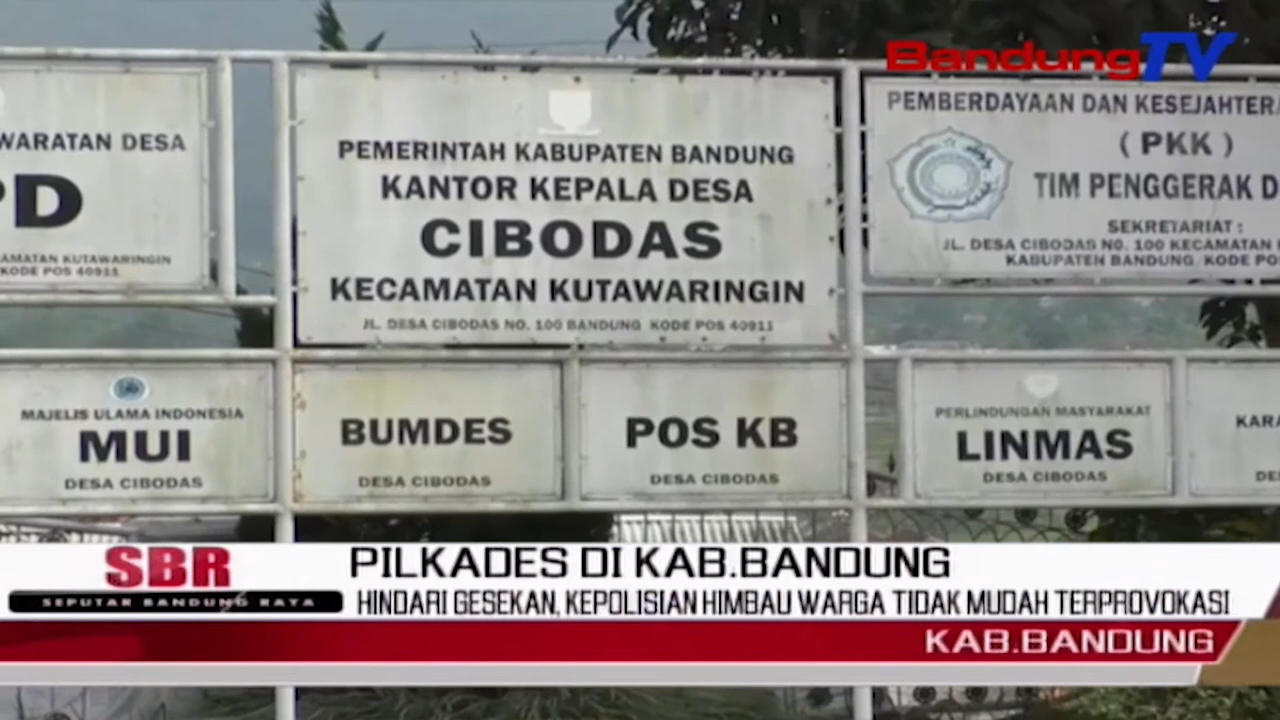 BandungTV
WARATAN DESA
PD
KECAMATAN KUTAWARINGIN
KODE POS 40911
PEMERINTAH KABUPATEN BANDUNG
KANTOR KEPALA DESA
CIBODAS
KECAMATAN KUTAWARINGIN
JL. DESA CIBODAS NO. 100 BANDUNG KODE POS 40911
PEMBERDAYAAN DAN KESEJAHTERA
( PKK )
TIM PENGGERAK D
SEKRETARIAT :
JL. DESA CIBODAS NO. 100 KECAMATAN
KABUPATEN BANDUNG KODE POS
MAJELIS ULAMA INDONESIA
MUI
DESA CIBODAS
BUMDES
DESA CIBODAS
POS KB
DESA CIBODAS
PERLINDUNGAN MASYARAKAT
LINMAS
DESA CIBODAS
KARA
DE
SBR
SEPUTAR BANDUNG RAYA
PILKADES DI KAB.BANDUNG
HINDARI GESEKAN, KEPOLISIAN HIMBAU WARGA TIDAK MUDAH TERPROVOKASI
KAB.BANDUNG